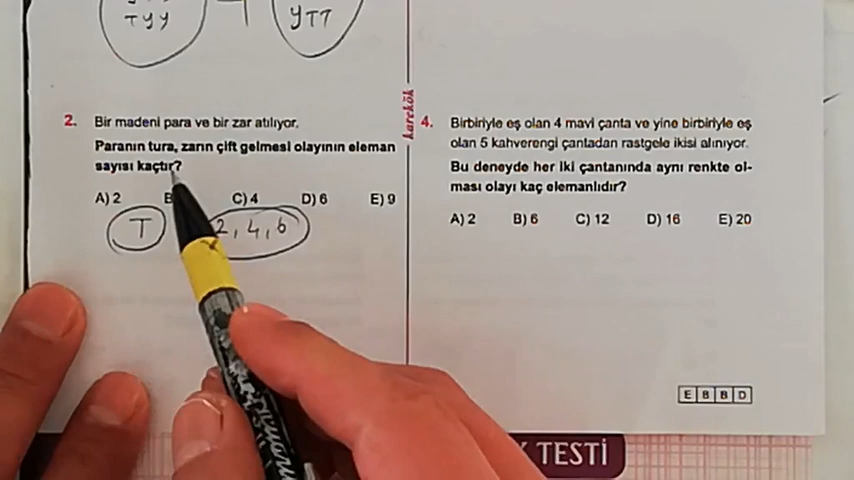 TYY
YTT
2. Bir madeni para ve bir zar atılıyor.
Paranın tura, zarın çift gelmesi olayının eleman
sayısı kaçtır?
A) 2 B C) 4 D) 6 E) 9
T 2, 4, 6
karekök
4. Birbiriyle eş olan 4 mavi çanta ve yine birbiriyle eş
olan 5 kahverengi çantadan rastgele ikisi alınıyor.
Bu deneyde her iki çantanında aynı renkte ol-
ması olayı kaç elemanlıdır?
A) 2 B) 6 C) 12 D) 16 E) 20
E B B D
TESTİ